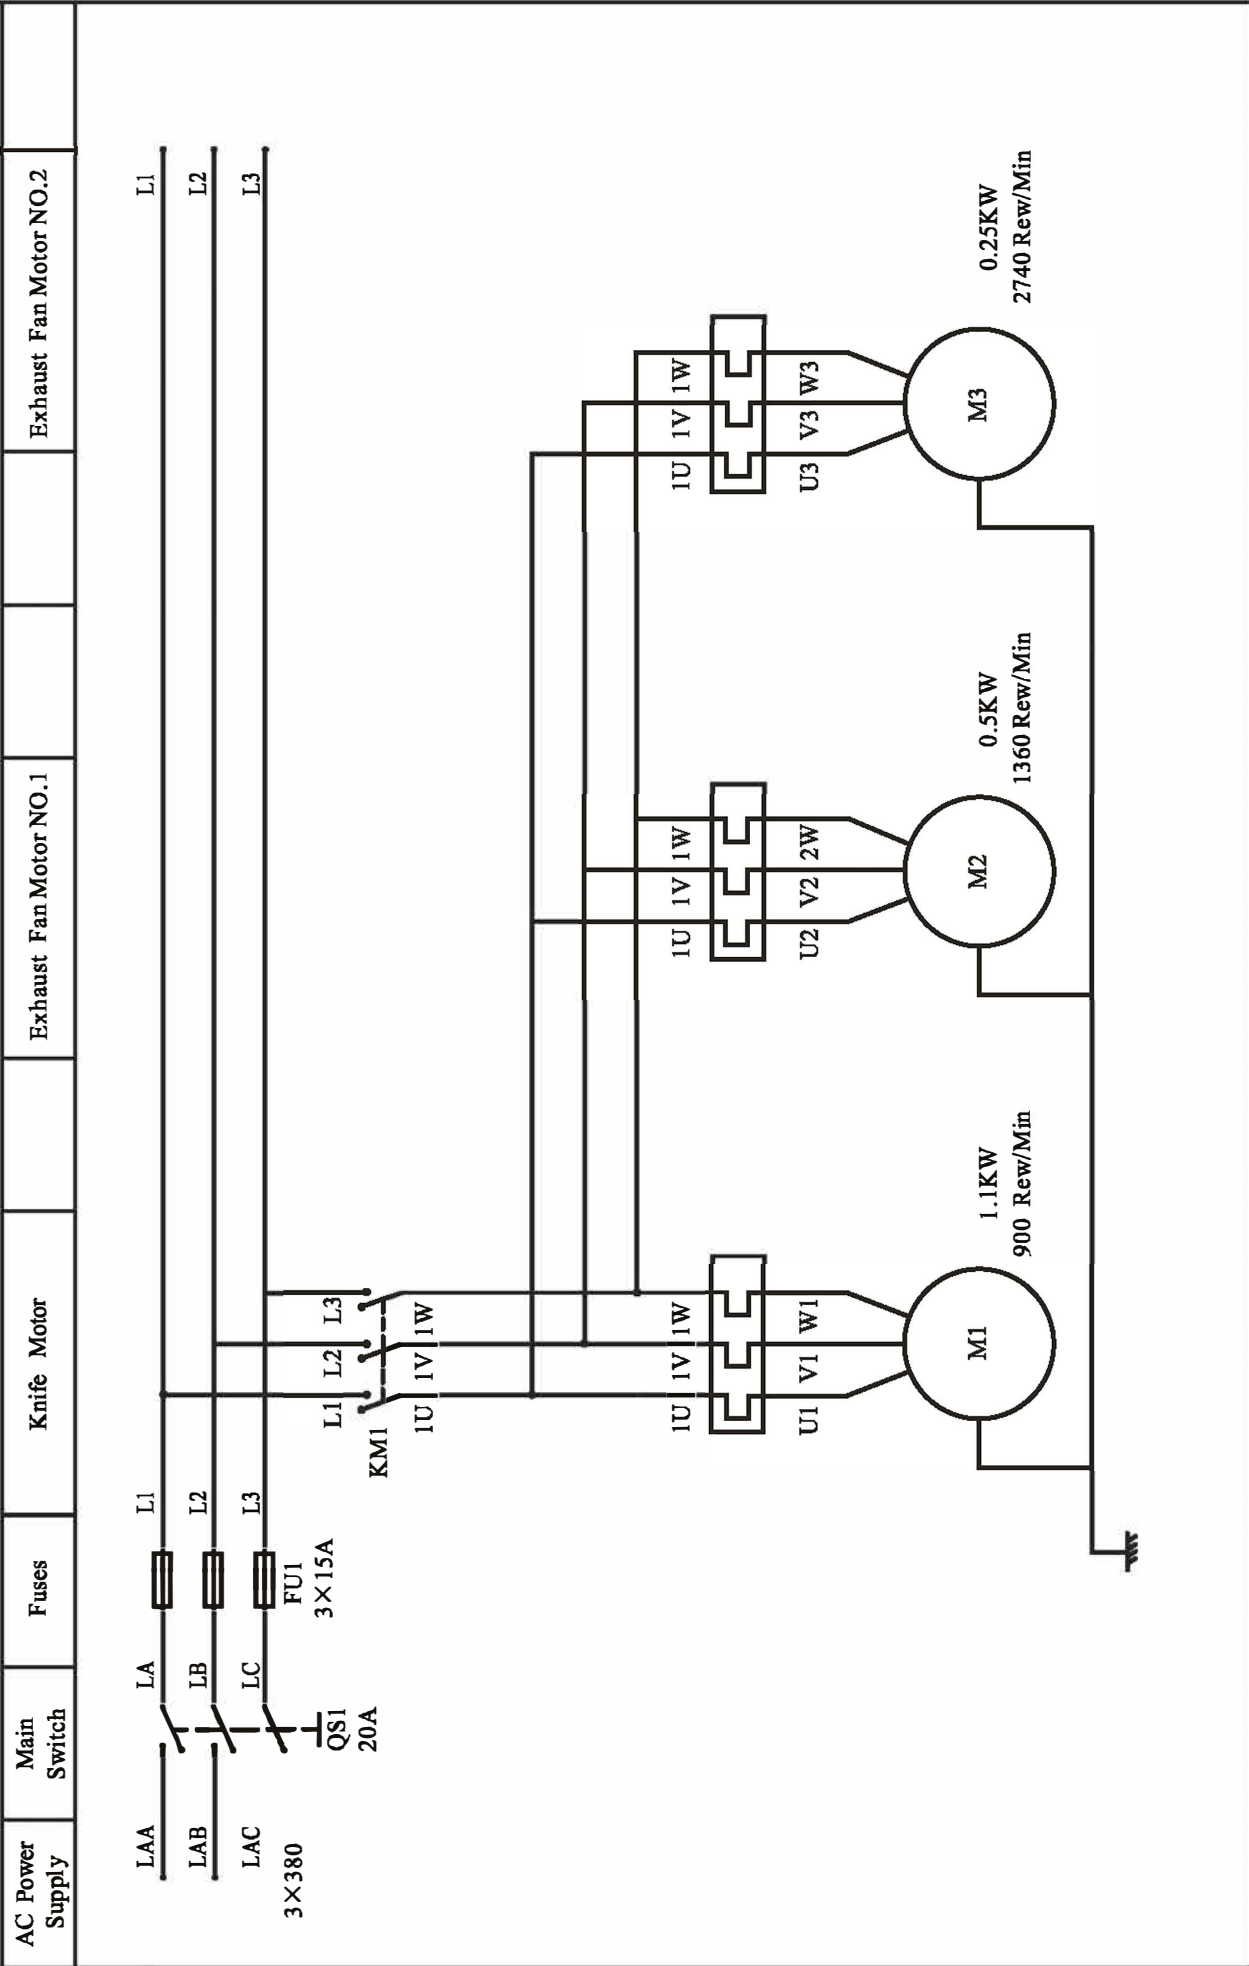 AC Power
Supply
Main
Switch
Fuses
Knife Motor
Exhaust Fan Motor NO.1
Exhaust Fan Motor NO.2
LAA
LA
L1
L1
LAB
LB
L2
L2
LAC
LC
L3
L3
3×380
QS1
20A
FU1
3×15A
L1
L2
L3
KM1
1U
1V
1W
1U
1V
1W
1U
1V
1W
1U
1V
1W
U1
V1
W1
U2
V2
2W
U3
V3
W3
M1
M2
M3
1.1KW
900 Rew/Min
0.5KW
1360 Rew/Min
0.25KW
2740 Rew/Min